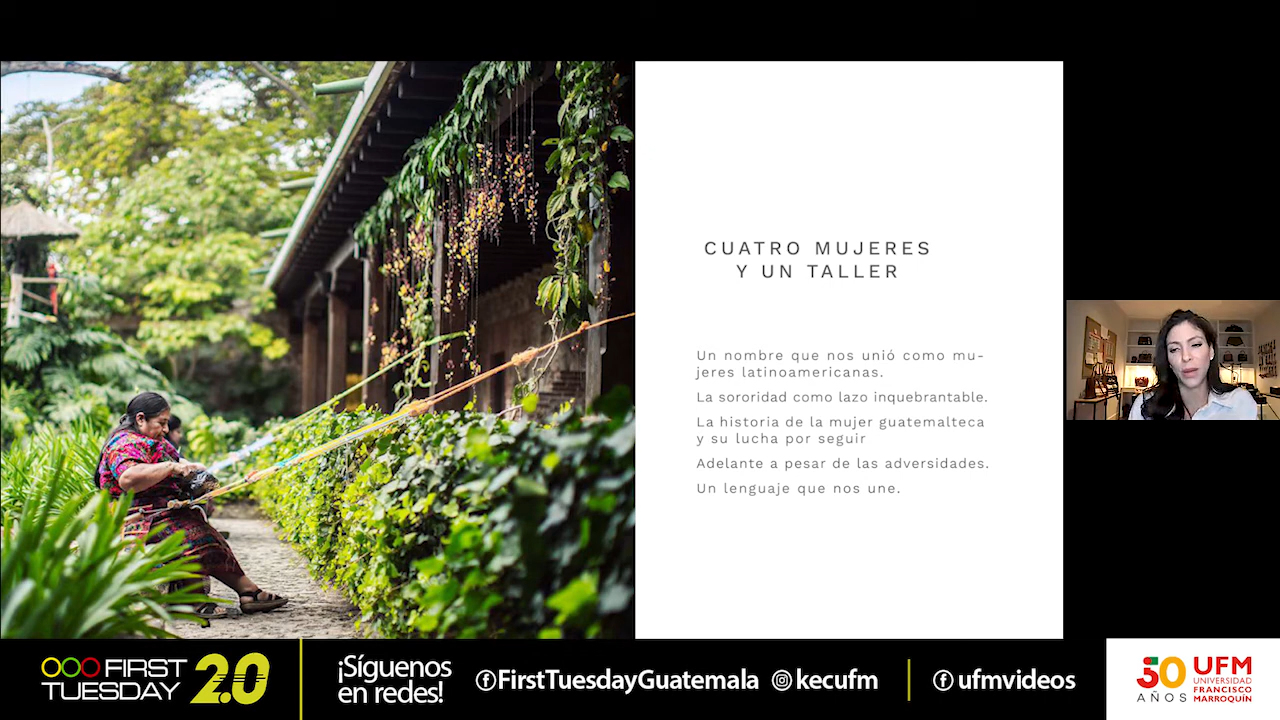 CUATRO MUJERES
Y UN TALLER
Un nombre que nos unió como mu-
jeres latinoamericanas.
La sororidad como lazo inquebrantable.
La historia de la mujer guatemalteca
y su lucha por seguir
Adelante a pesar de las adversidades.
Un lenguaje que nos une.
FIRST
TUESDAY
2.0
¡Síguenos
en redes!
FirstTuesdayGuatemala
kecufm
ufmvideos
50
AÑOS
UFM
UNIVERSIDAD
FRANCISCO
MARROQUÍN